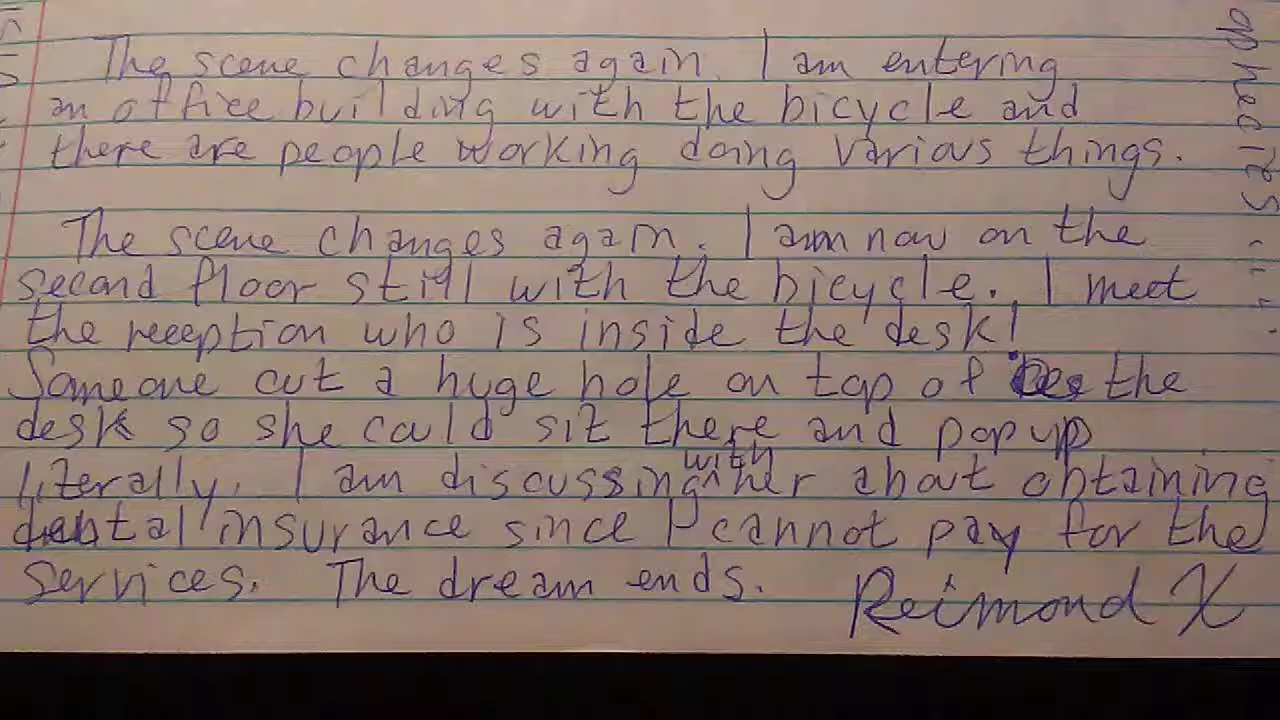 The scene changes again. I am entering
an office building with the bicycle and
there are people working doing various things.
The scene changes again. I am now on the
second floor still with the bicycle. I meet
the reception who is inside the desk!
Someone cut a huge hole on top of the
desk so she could sit there and pop up
literally. I am discussing with her about obtaining
dental insurance since I cannot pay for the
services. The dream ends. Reimond X